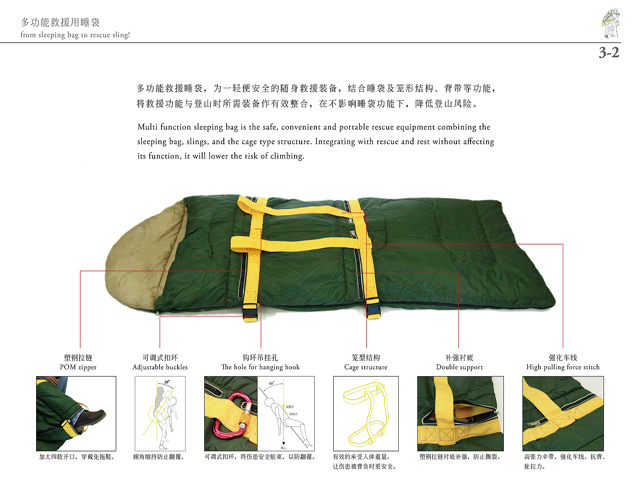 多功能救援用睡袋
from sleeping bag to rescue sling!
3-2
多功能救援睡袋，为一轻便安全的随身救援装备，结合睡袋及笼形结构、背带等功能，
将救援功能与登山时所需装备作有效整合，在不影响睡袋功能下，降低登山风险。
Multi function sleeping bag is the safe, convenient and portable rescue equipment combining the
sleeping bag, slings, and the cage type structure. Integrating with rescue and rest without affecting
its function, it will lower the risk of climbing.
塑钢拉链
POM zipper
可调式扣环
Adjustable buckles
钩环吊挂孔
The hole for hanging hook
笼型结构
Cage structure
补强衬底
Double support
强化车线
High pulling force stitch
加大四肢开口，穿戴免拖鞋。
倾角维持防止翻覆。
可调式扣环，将伤患安全贴束，以防翻覆。
有效的承受人体重量。
让伤患被背负时更安全。
塑钢拉链衬底补强，防止撕裂。
高张力伞带，强化车线，抗背、
扯拉力。